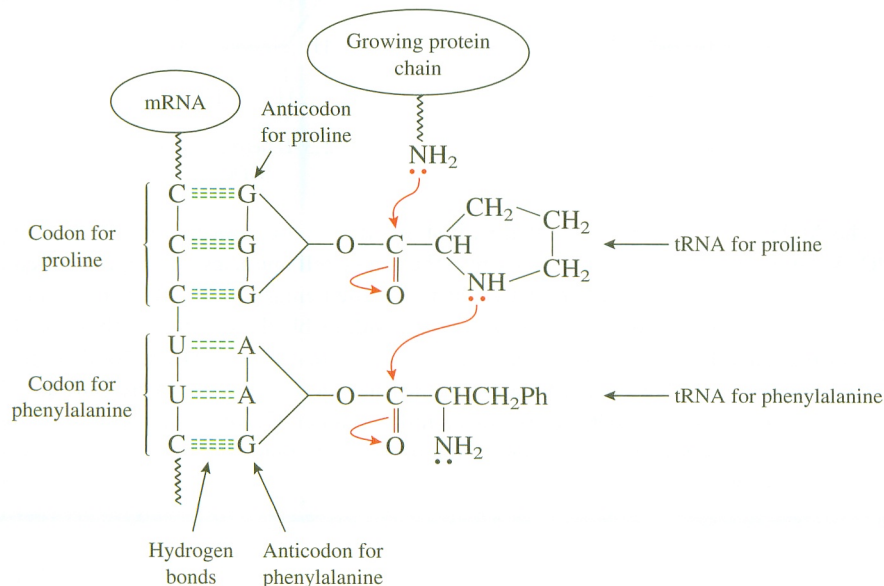 Growing protein
chain
mRNA
Anticodon
for proline
NH₂
C G
CH₂
CH₂
Codon for
proline
C G O C CH
tRNA for proline
CH₂
NH
C G O
U A
Codon for
phenylalanine
U A O C CHCH₂Ph
tRNA for phenylalanine
C G O NH₂
Hydrogen
bonds
Anticodon for
phenylalanine